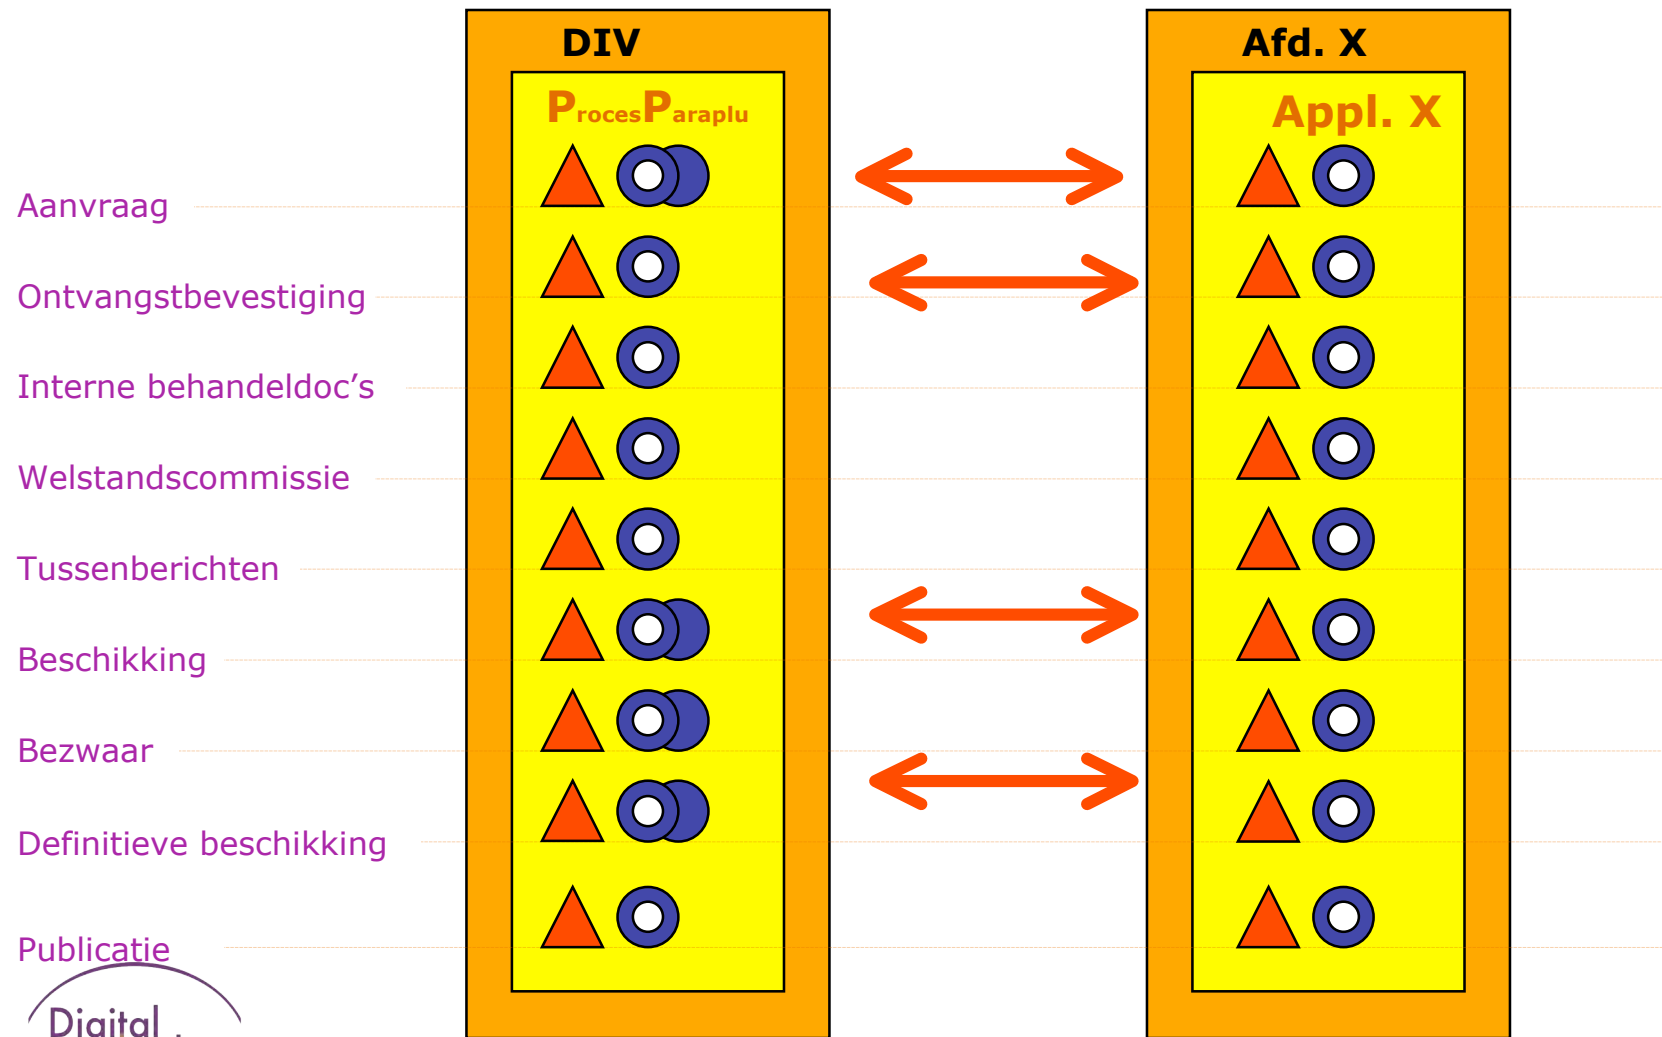 DIV
Afd. X
ProcesParaplu
Appl. X
Aanvraag
Ontvangstbevestiging
Interne behandeldoc’s
Welstandscommissie
Tussenberichten
Beschikking
Bezwaar
Definitieve beschikking
Publicatie
Digital